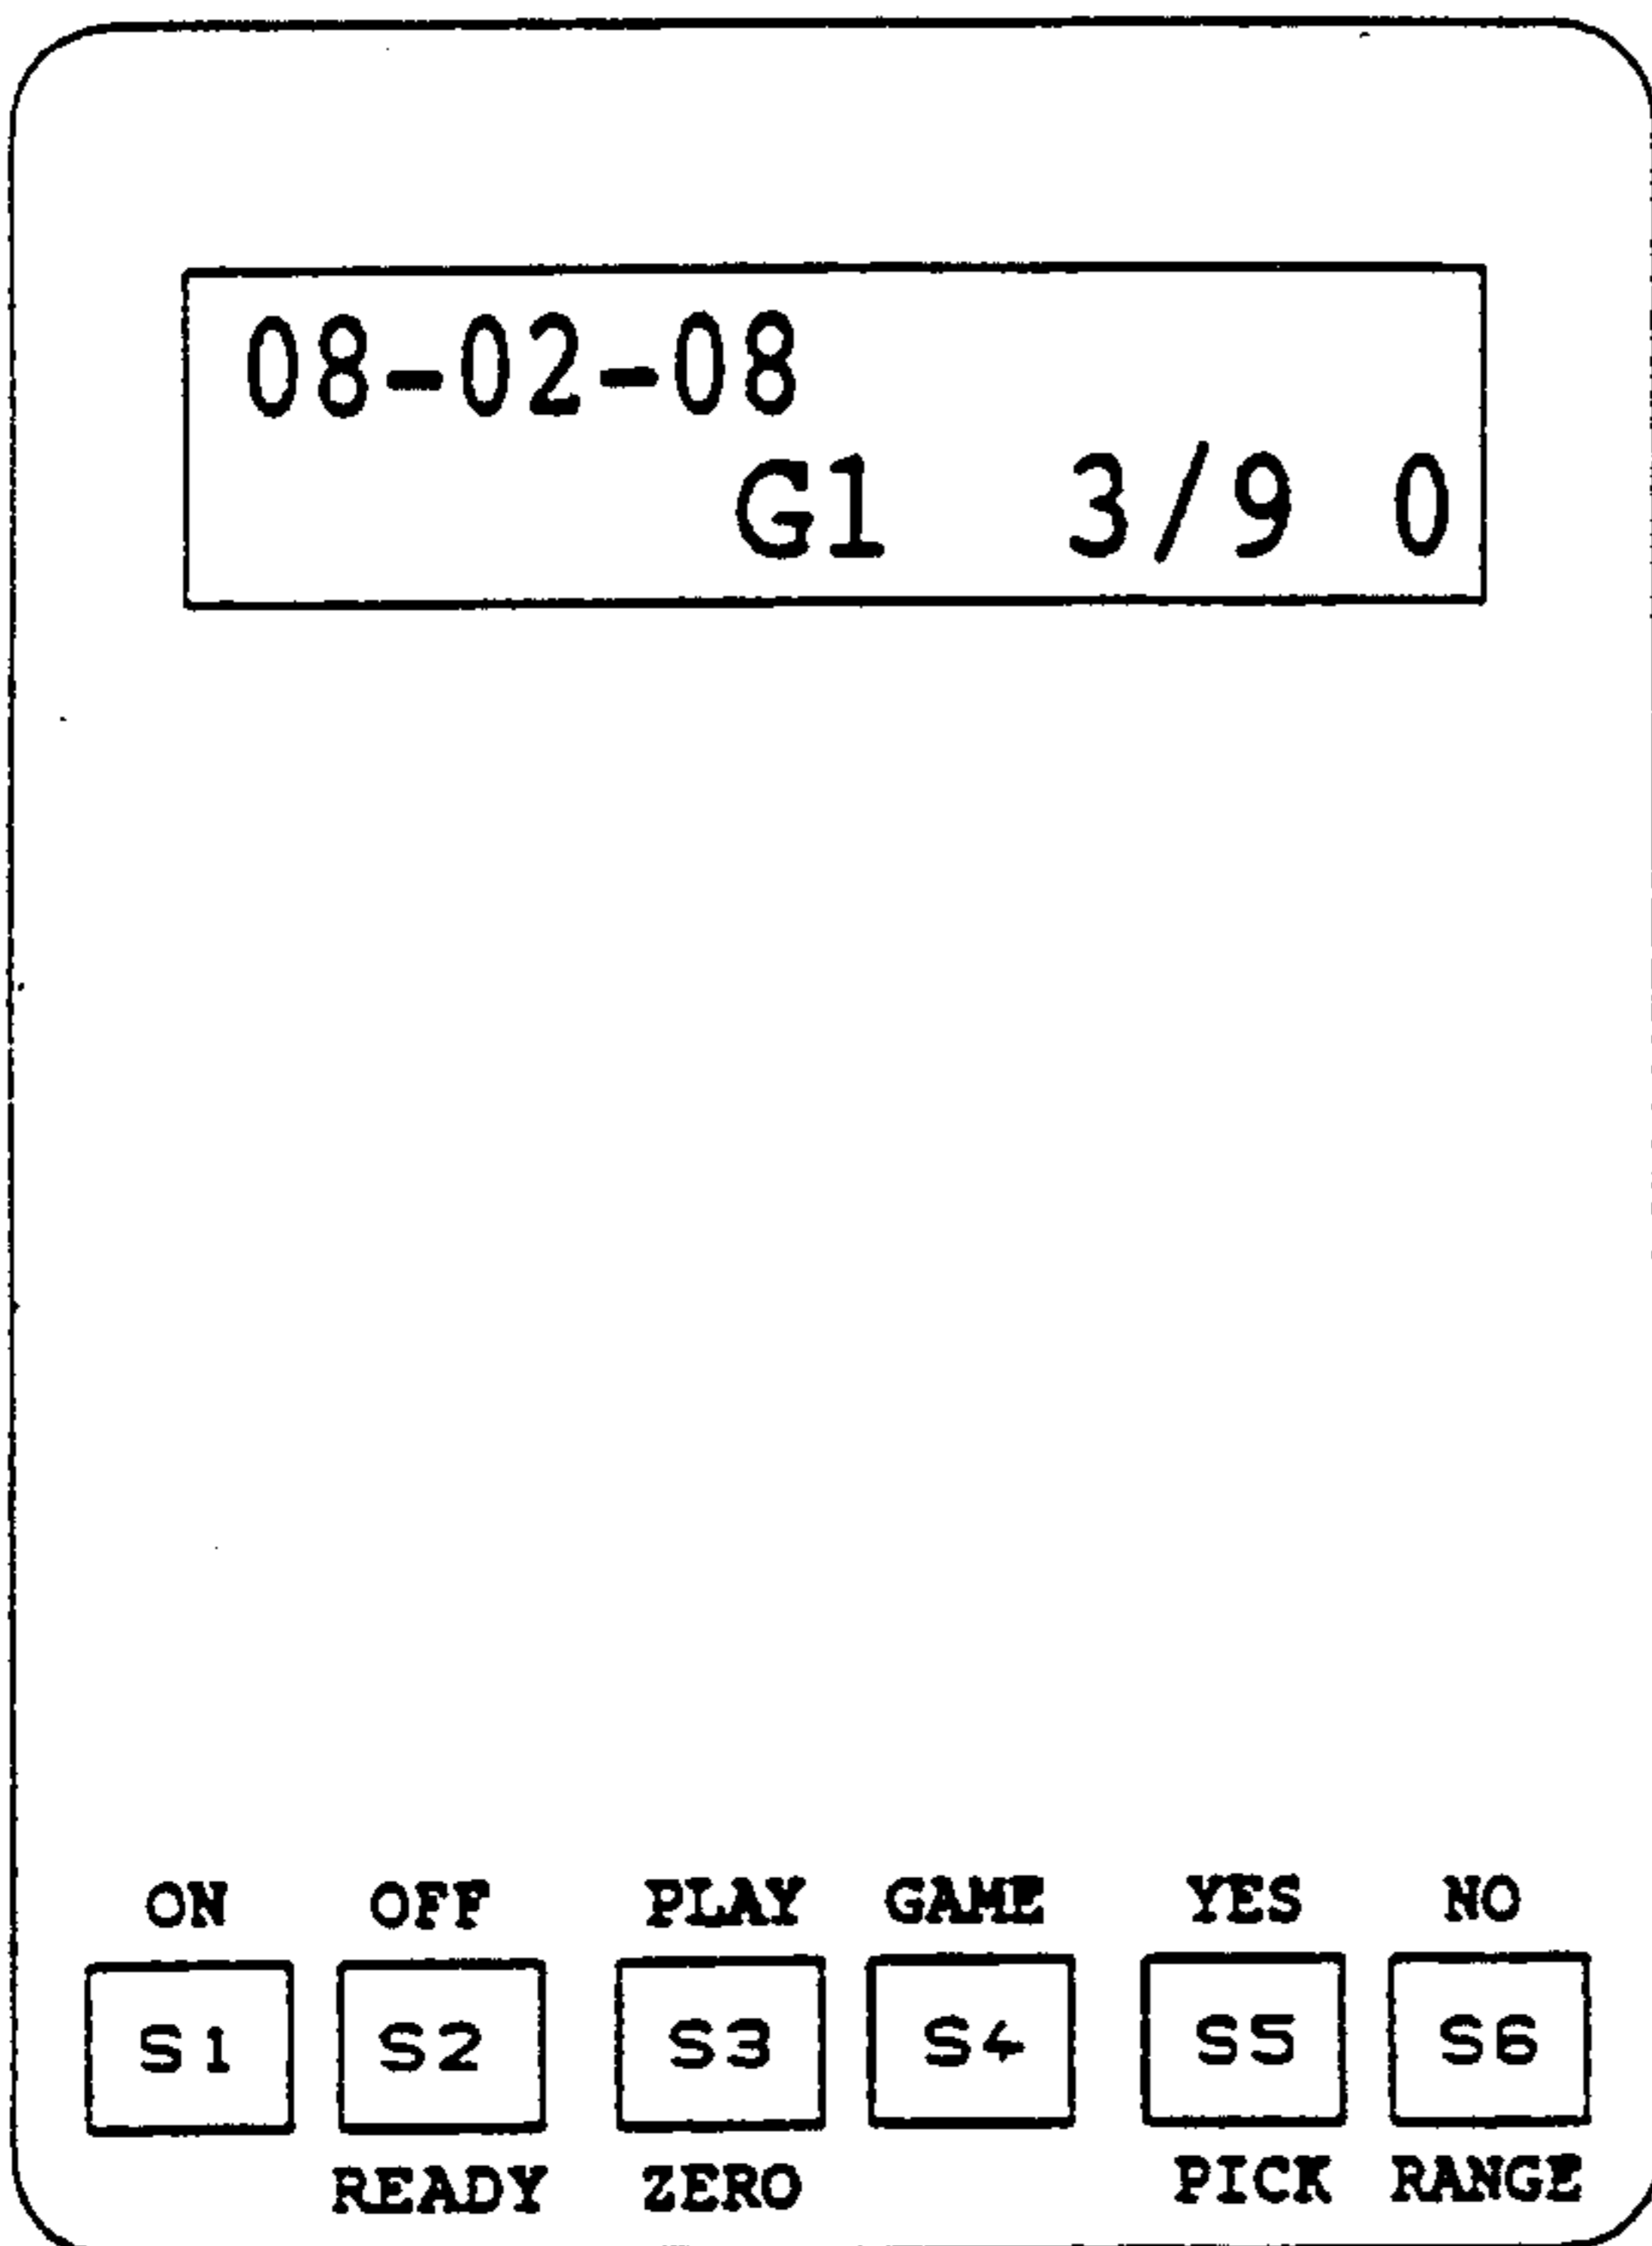 08-02-08
G1 3/9 0
ON OFF PLAY GAME YES NO
S1 S2 S3 S4 S5 S6
READY ZERO PICK RANGE